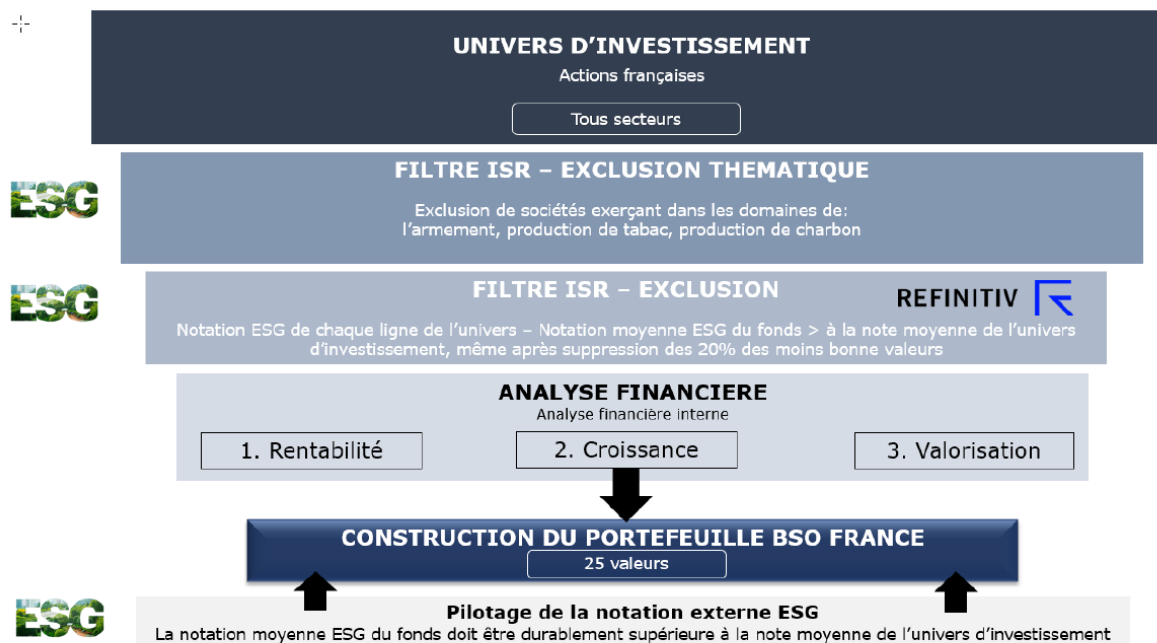 UNIVERS D'INVESTISSEMENT
Actions françaises
Tous secteurs
ESG
FILTRE ISR – EXCLUSION THEMATIQUE
Exclusion de sociétés exerçant dans les domaines de:
l'armement, production de tabac, production de charbon
ESG
FILTRE ISR – EXCLUSION
REFINITIV
Notation ESG de chaque ligne de l'univers – Notation moyenne ESG du fonds > à la note moyenne de l'univers
d'investissement, même après suppression des 20% des moins bonne valeurs
ANALYSE FINANCIERE
Analyse financière interne
1. Rentabilité
2. Croissance
3. Valorisation
CONSTRUCTION DU PORTEFEUILLE BSO FRANCE
25 valeurs
ESG
Pilotage de la notation externe ESG
La notation moyenne ESG du fonds doit être durablement supérieure à la note moyenne de l'univers d'investissement